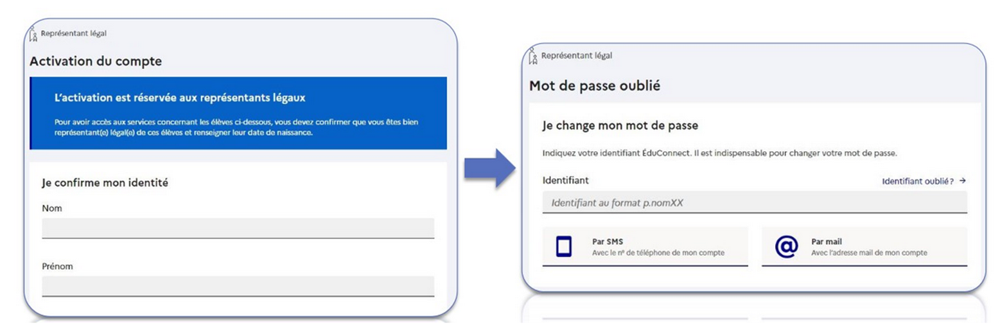 Représentant légal
Activation du compte
L'activation est réservée aux représentants légaux
Pour avoir accès aux services concernant les élèves ci-dessous, vous devez confirmer que vous êtes bien
représentant(e) légal(e) de ces élèves et renseigner leur date de naissance.
Je confirme mon identité
Nom
Prénom
Représentant légal
Mot de passe oublié
Je change mon mot de passe
Indiquez votre identifiant ÉduConnect. Il est indispensable pour changer votre mot de passe.
Identifiant
Identifiant oublié ? →
Identifiant au format p.nomXX
Par SMS
Avec le n° de téléphone de mon compte
Par mail
Avec l'adresse mail de mon compte